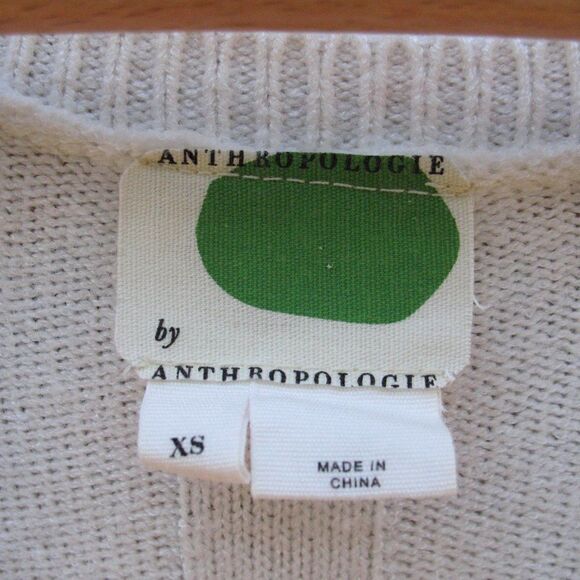 ANTHROPOLOGIE
by
ANTHROPOLOGIE
XS
MADE IN
CHINA